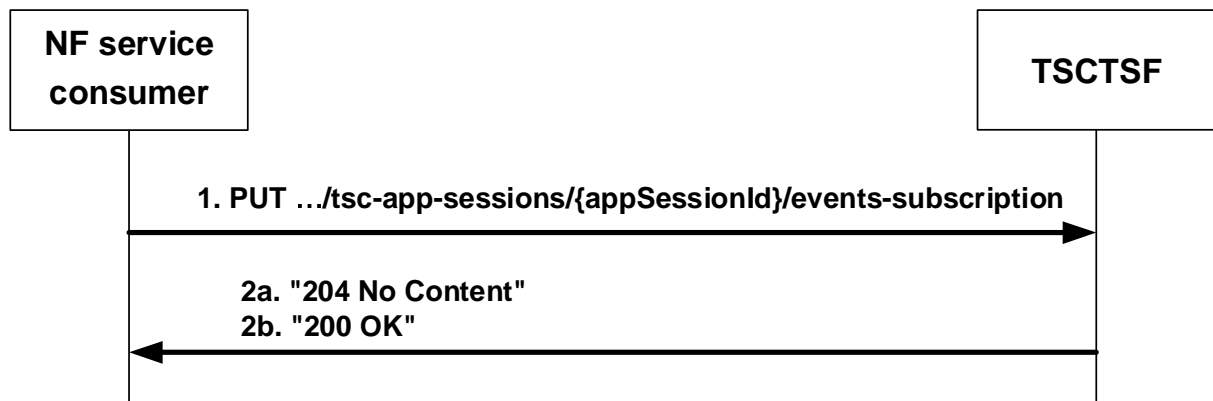 NF service
consumer
TSCTSF
1. PUT …/tsc-app-sessions/{appSessionId}/events-subscription
2a. "204 No Content"
2b. "200 OK"